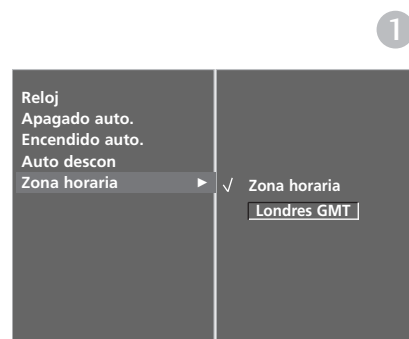 1
Reloj
Apagado auto.
Encendido auto.
Auto descon
Zona horaria ► √ Zona horaria
Londres GMT